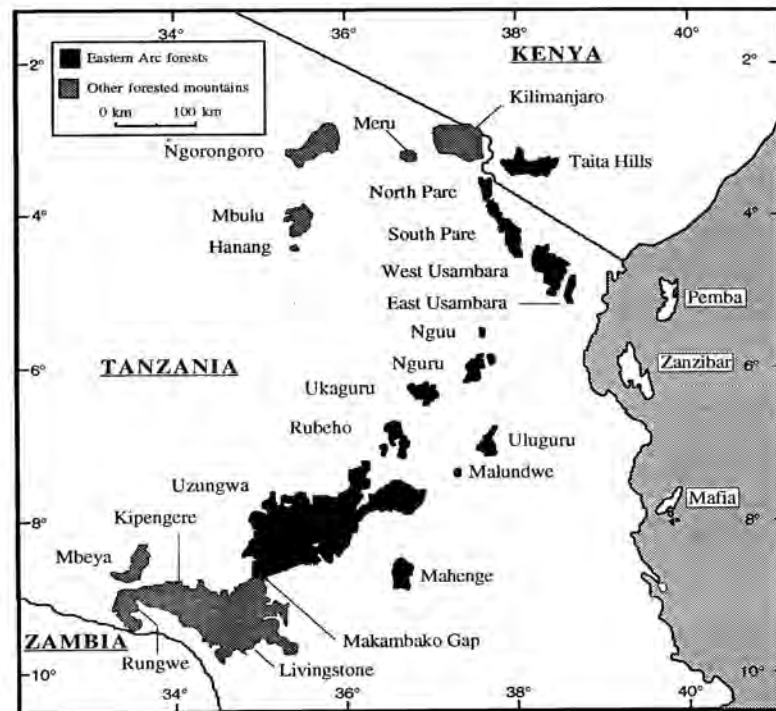 36°
38°
40°
KENYA
2°
2°
Eastern Arc forests
Other forested mountains
0 km 100 km
Kilimanjaro
Meru
Ngorongoro
Taita Hills
North Pare
Mbulu
4°
4°
South Pare
Hanang
West Usambara
East Usambara
Pemba
Nguu
TANZANIA
Nguru
Zanzibar
6°
6°
Ukaguru
Rubeho
Uluguru
Malundwe
Uzungwa
Mafia
Kipengere
8°
8°
Mbeya
Mahenge
Makambako Gap
ZAMBIA
Rungwe
Livingstone
10°
10°
34°
36°
38°
40°